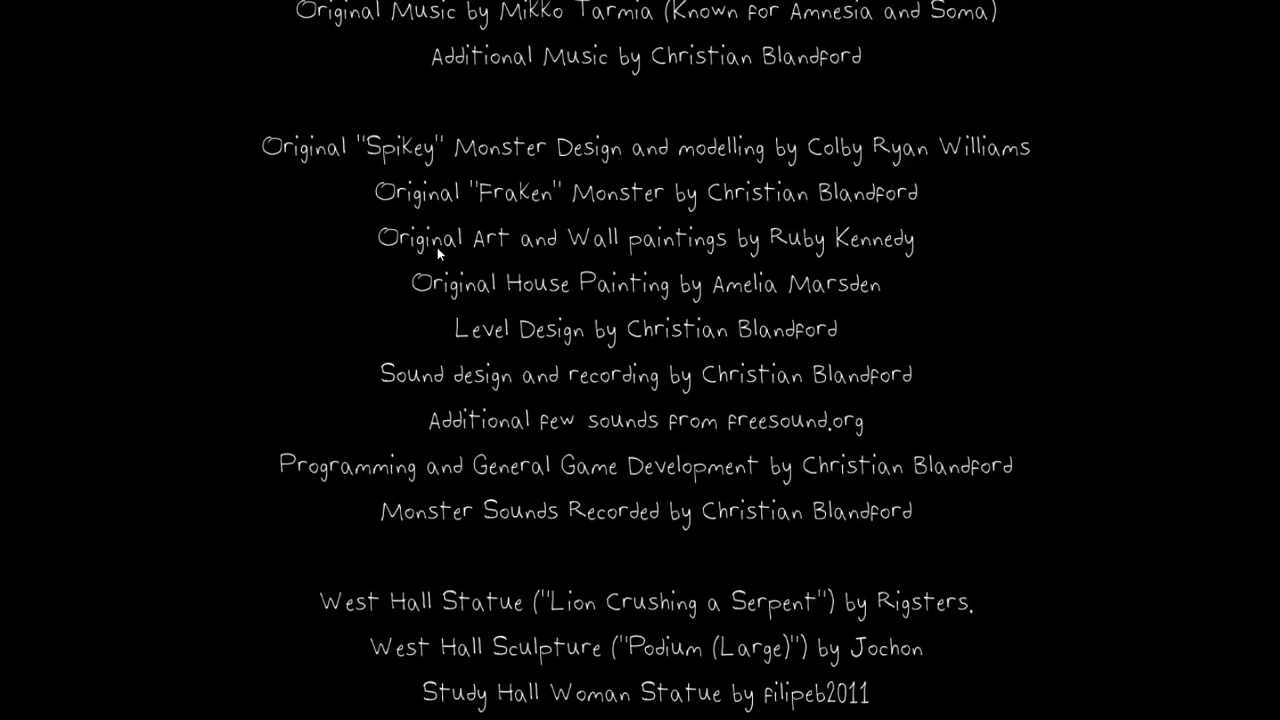 Original Music by Mikko Tarmia (Known for Amnesia and Soma)
Additional Music by Christian Blandford
Original "Spikey" Monster Design and modelling by Colby Ryan Williams
Original "Fraken" Monster by Christian Blandford
Original Art and Wall paintings by Ruby Kennedy
Original House Painting by Amelia Marsden
Level Design by Christian Blandford
Sound design and recording by Christian Blandford
Additional few sounds from freesound.org
Programming and General Game Development by Christian Blandford
Monster Sounds Recorded by Christian Blandford
West Hall Statue ("Lion Crushing a Serpent") by Rigsters.
West Hall Sculpture ("Podium (Large)") by Jochon
Study Hall Woman Statue by filipeb2011